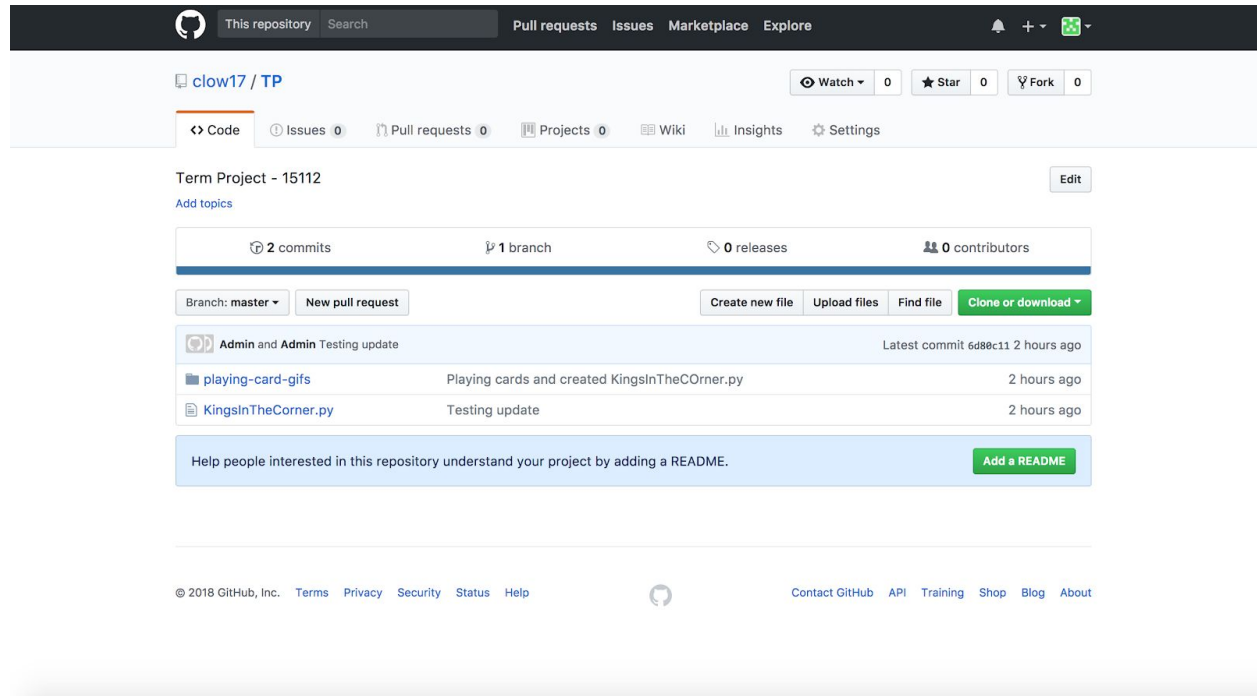 This repository Search Pull requests Issues Marketplace Explore
clow17 / TP Watch 0 Star 0 Fork 0
Code Issues 0 Pull requests 0 Projects 0 Wiki Insights Settings
Term Project - 15112 Edit
Add topics
2 commits 1 branch 0 releases 0 contributors
Branch: master New pull request Create new file Upload files Find file Clone or download
Admin and Admin Testing update Latest commit 6d80c11 2 hours ago
playing-card-gifs Playing cards and created KingsInTheCOrner.py 2 hours ago
KingsInTheCorner.py Testing update 2 hours ago
Help people interested in this repository understand your project by adding a README. Add a README
© 2018 GitHub, Inc. Terms Privacy Security Status Help Contact GitHub API Training Shop Blog About